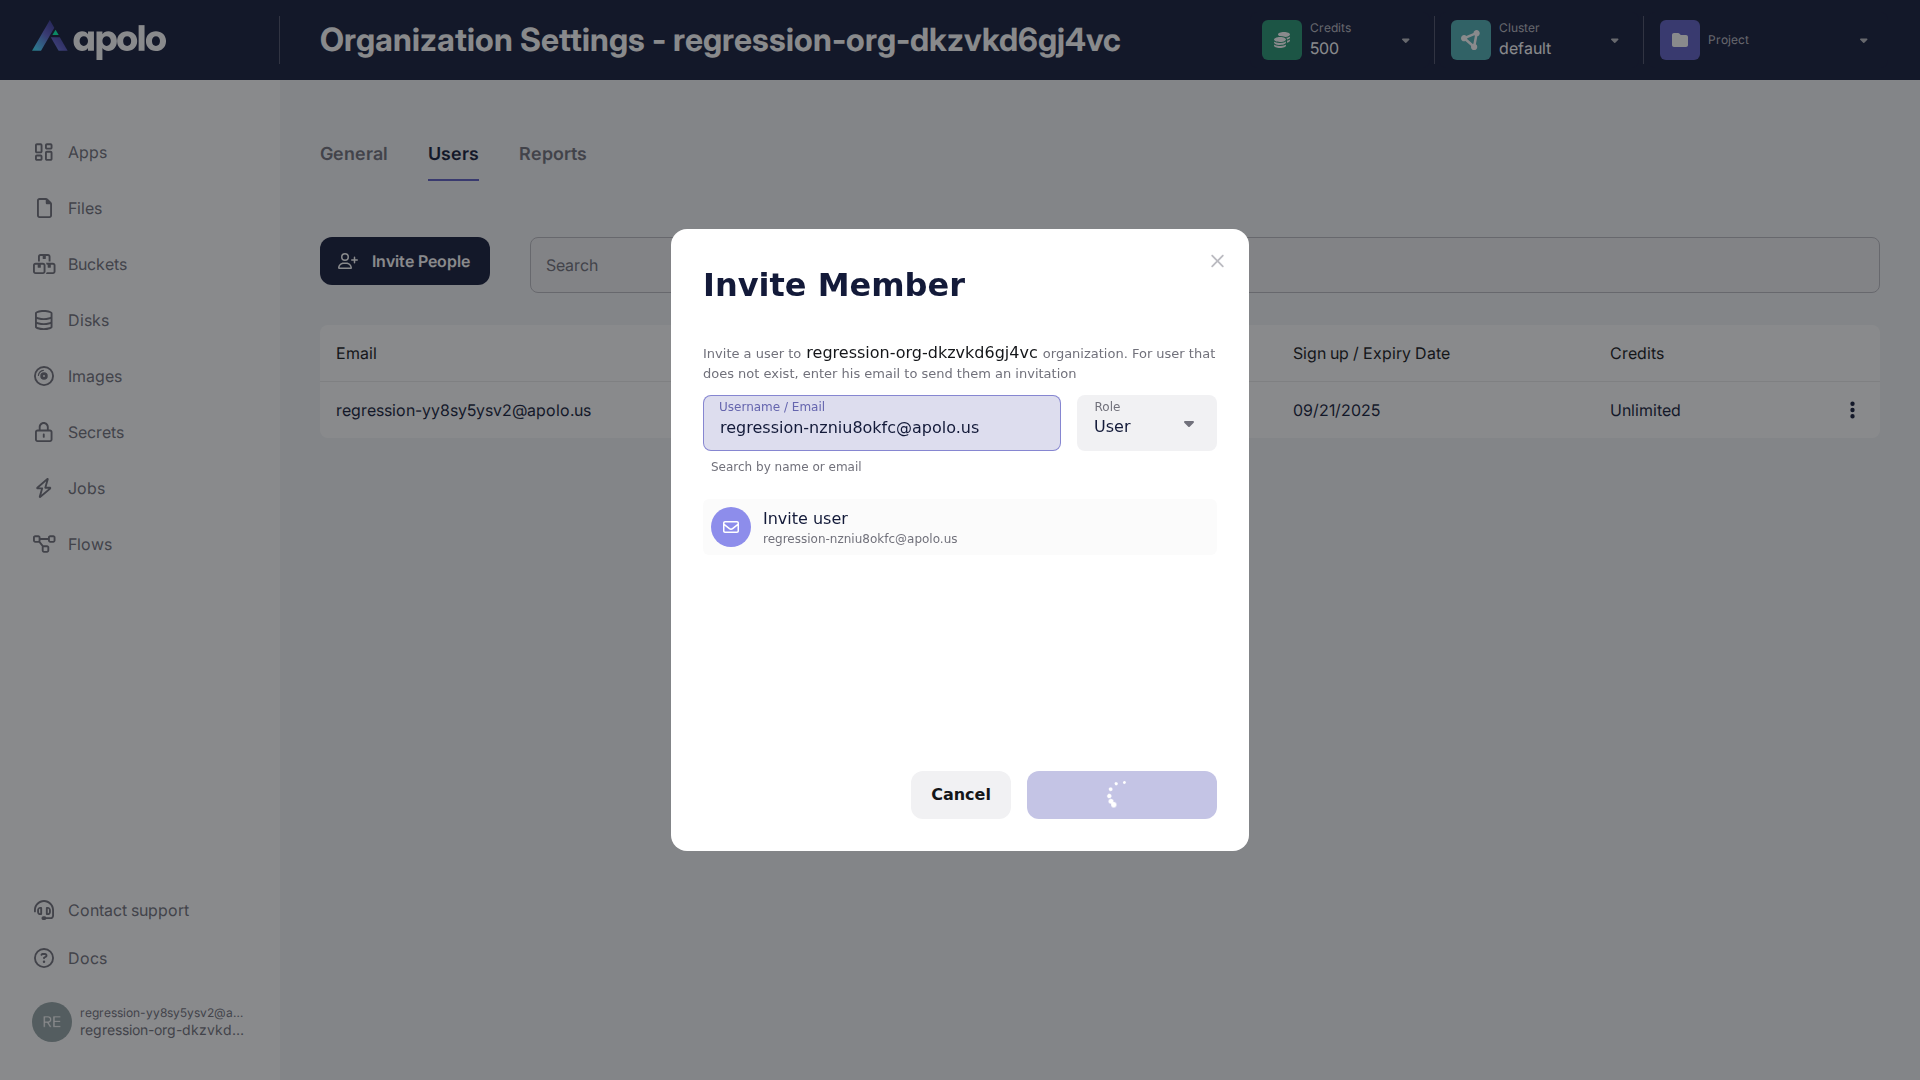 apolo
Organization Settings - regression-org-dkzvkd6gj4vc
Credits
500
Cluster
default
Project
Apps
Files
Buckets
Disks
Images
Secrets
Jobs
Flows
Contact support
Docs
RE
regression-yy8sy5ysv2@a...
regression-org-dkzvkd...
General
Users
Reports
Invite People
Search
Email
Sign up / Expiry Date
Credits
regression-yy8sy5ysv2@apolo.us
09/21/2025
Unlimited
Invite Member
Invite a user to regression-org-dkzvkd6gj4vc organization. For user that
does not exist, enter his email to send them an invitation
Username / Email
regression-nzniu8okfc@apolo.us
Role
User
Search by name or email
Invite user
regression-nzniu8okfc@apolo.us
Cancel